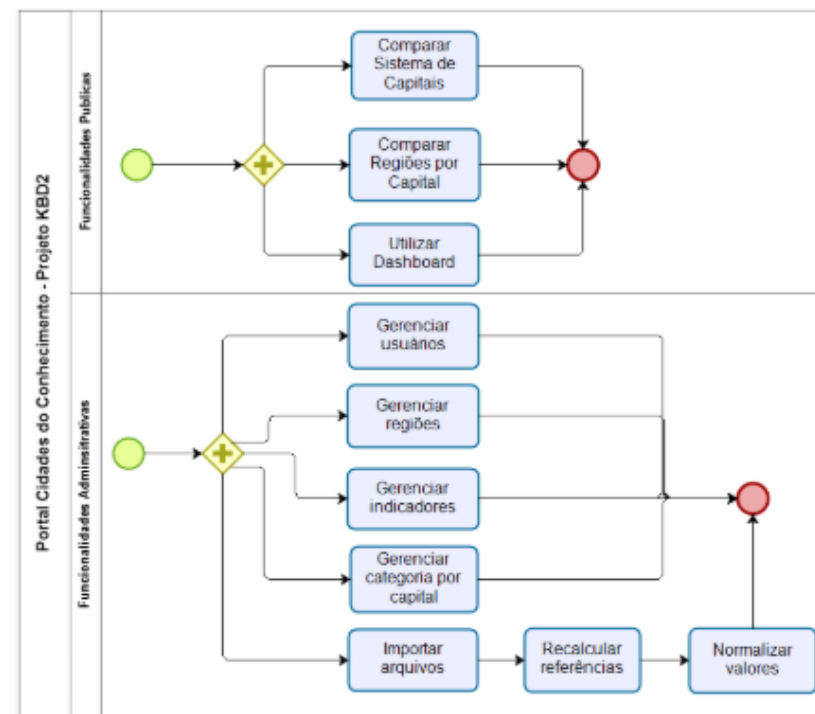 Portal Cidades do Conhecimento - Projeto KBD2
Funcionalidades Publicas
Comparar
Sistema de
Capitais
Comparar
Regiões por
Capital
Utilizar
Dashboard
Funcionalidades Adminsitrativas
Gerenciar
usuários
Gerenciar
regiões
Gerenciar
indicadores
Gerenciar
categoria por
capital
Importar
arquivos
Recalcular
referências
Normalizar
valores